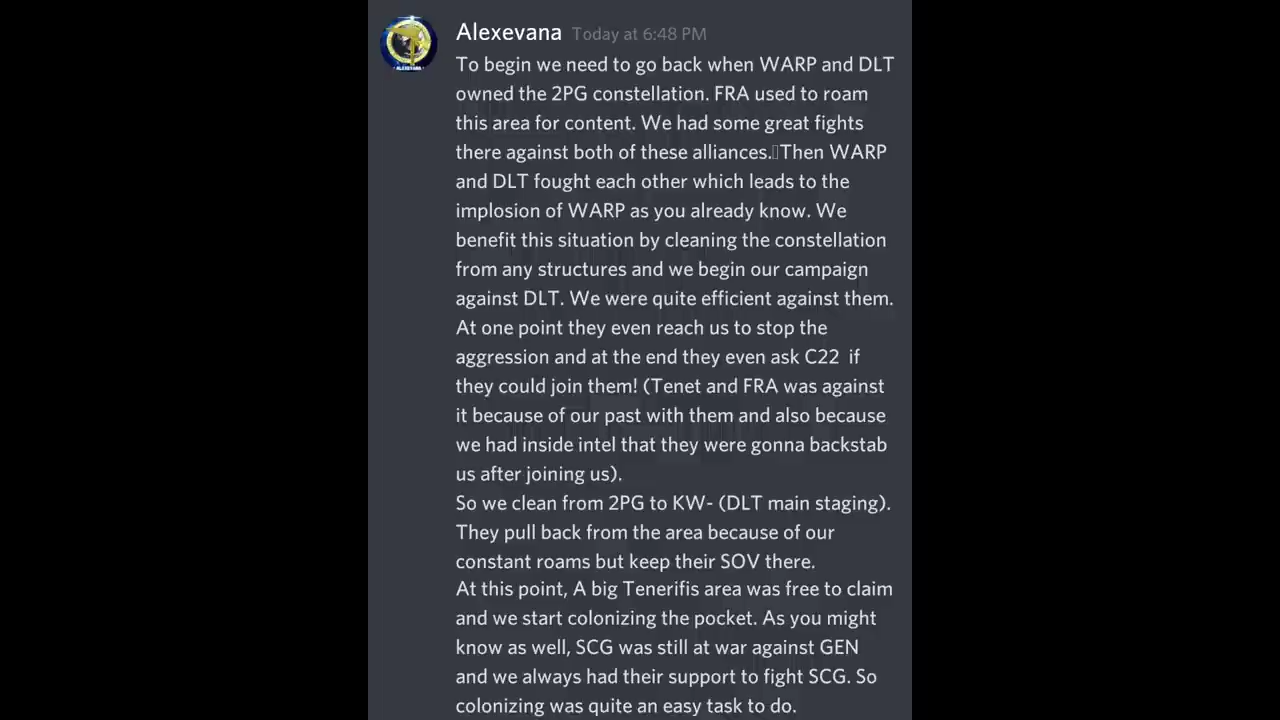 Alexevana Today at 6:48 PM
To begin we need to go back when WARP and DLT
owned the 2PG constellation. FRA used to roam
this area for content. We had some great fights
there against both of these alliances. Then WARP
and DLT fought each other which leads to the
implosion of WARP as you already know. We
benefit this situation by cleaning the constellation
from any structures and we begin our campaign
against DLT. We were quite efficient against them.
At one point they even reach us to stop the
aggression and at the end they even ask C22  if
they could join them! (Tenet and FRA was against
it because of our past with them and also because
we had inside intel that they were gonna backstab
us after joining us).
So we clean from 2PG to KW- (DLT main staging).
They pull back from the area because of our
constant roams but keep their SOV there.
At this point, A big Tenerifis area was free to claim
and we start colonizing the pocket. As you might
know as well, SCG was still at war against GEN
and we always had their support to fight SCG. So
colonizing was quite an easy task to do.
ALEXEVANA